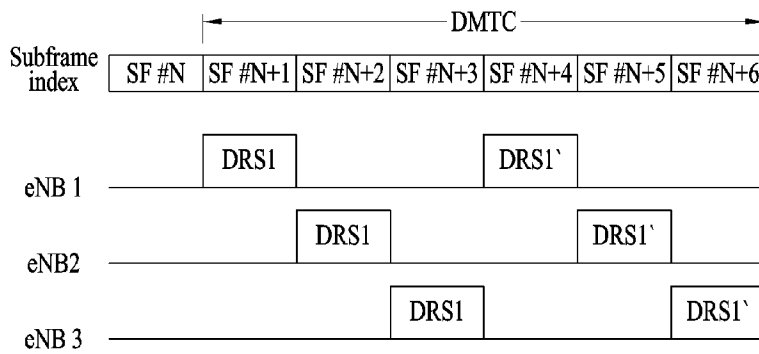 DMTC
Subframe
index
SF #N SF #N+1 SF #N+2 SF #N+3 SF #N+4 SF #N+5 SF #N+6
eNB 1 DRS1 DRS1`
eNB2 DRS1 DRS1`
eNB 3 DRS1 DRS1`